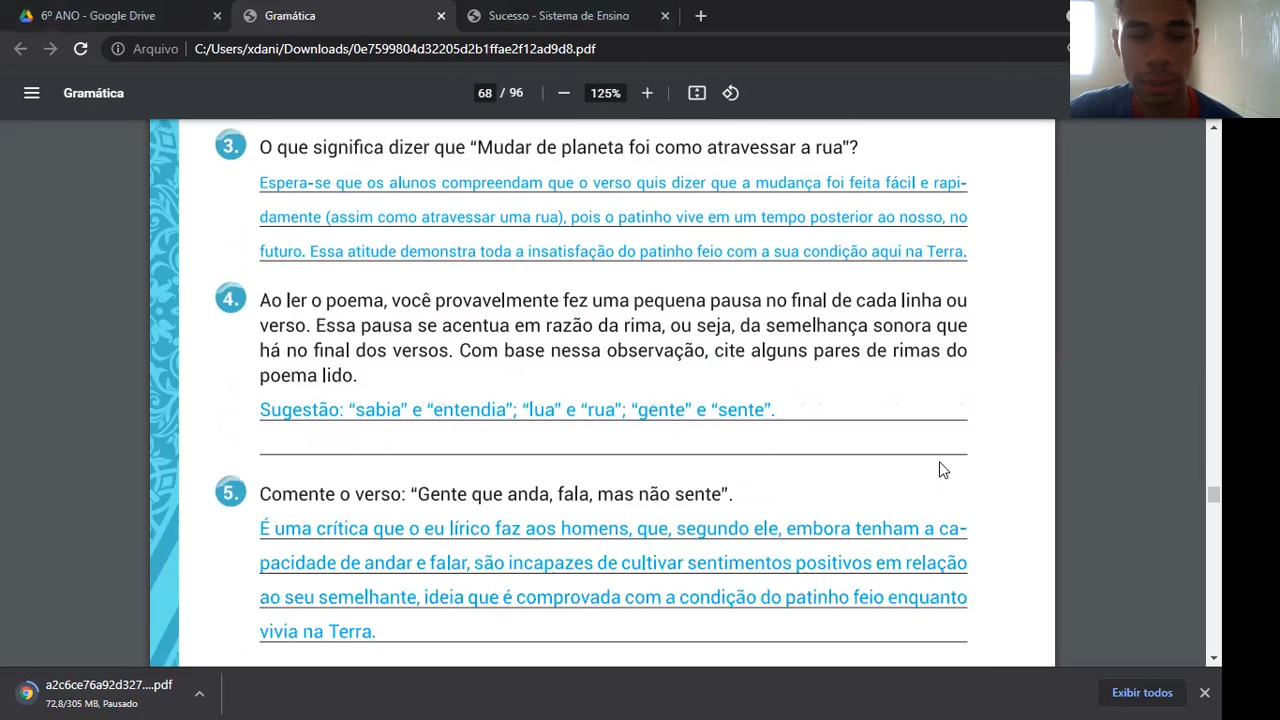 6º ANO - Google Drive
Gramática
Sucesso - Sistema de Ensino
Arquivo
C:/Users/xdani/Downloads/0e7599804d32205d2b1ffae2f12ad9d8.pdf
Gramática
68 / 96
125%
3. O que significa dizer que “Mudar de planeta foi como atravessar a rua”?
Espera-se que os alunos compreendam que o verso quis dizer que a mudança foi feita fácil e rapi-
damente (assim como atravessar uma rua), pois o patinho vive em um tempo posterior ao nosso, no
futuro. Essa atitude demonstra toda a insatisfação do patinho feio com a sua condição aqui na Terra.
4. Ao ler o poema, você provavelmente fez uma pequena pausa no final de cada linha ou
verso. Essa pausa se acentua em razão da rima, ou seja, da semelhança sonora que
há no final dos versos. Com base nessa observação, cite alguns pares de rimas do
poema lido.
Sugestão: “sabia” e “entendia”; “lua” e “rua”; “gente” e “sente”.
5. Comente o verso: “Gente que anda, fala, mas não sente”.
É uma crítica que o eu lírico faz aos homens, que, segundo ele, embora tenham a ca-
pacidade de andar e falar, são incapazes de cultivar sentimentos positivos em relação
ao seu semelhante, ideia que é comprovada com a condição do patinho feio enquanto
vivia na Terra.
a2c6ce76a92d327....pdf
72,8/305 MB, Pausado
Exibir todos